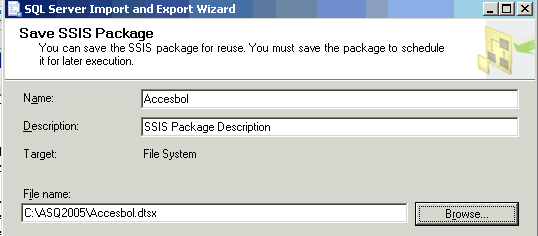 SQL Server Import and Export Wizard
Save SSIS Package
You can save the SSIS package for reuse. You must save the package to schedule
it for later execution.
Name: Accesbol
Description: SSIS Package Description
Target: File System
File name:
C:\ASQ2005\Accesbol.dtsx Browse...